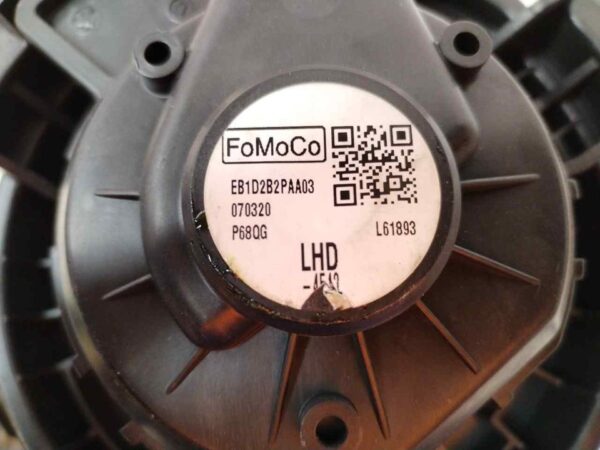 FoMoCo
EB1D2B2PAA03
070320
P68QG L61893
LHD